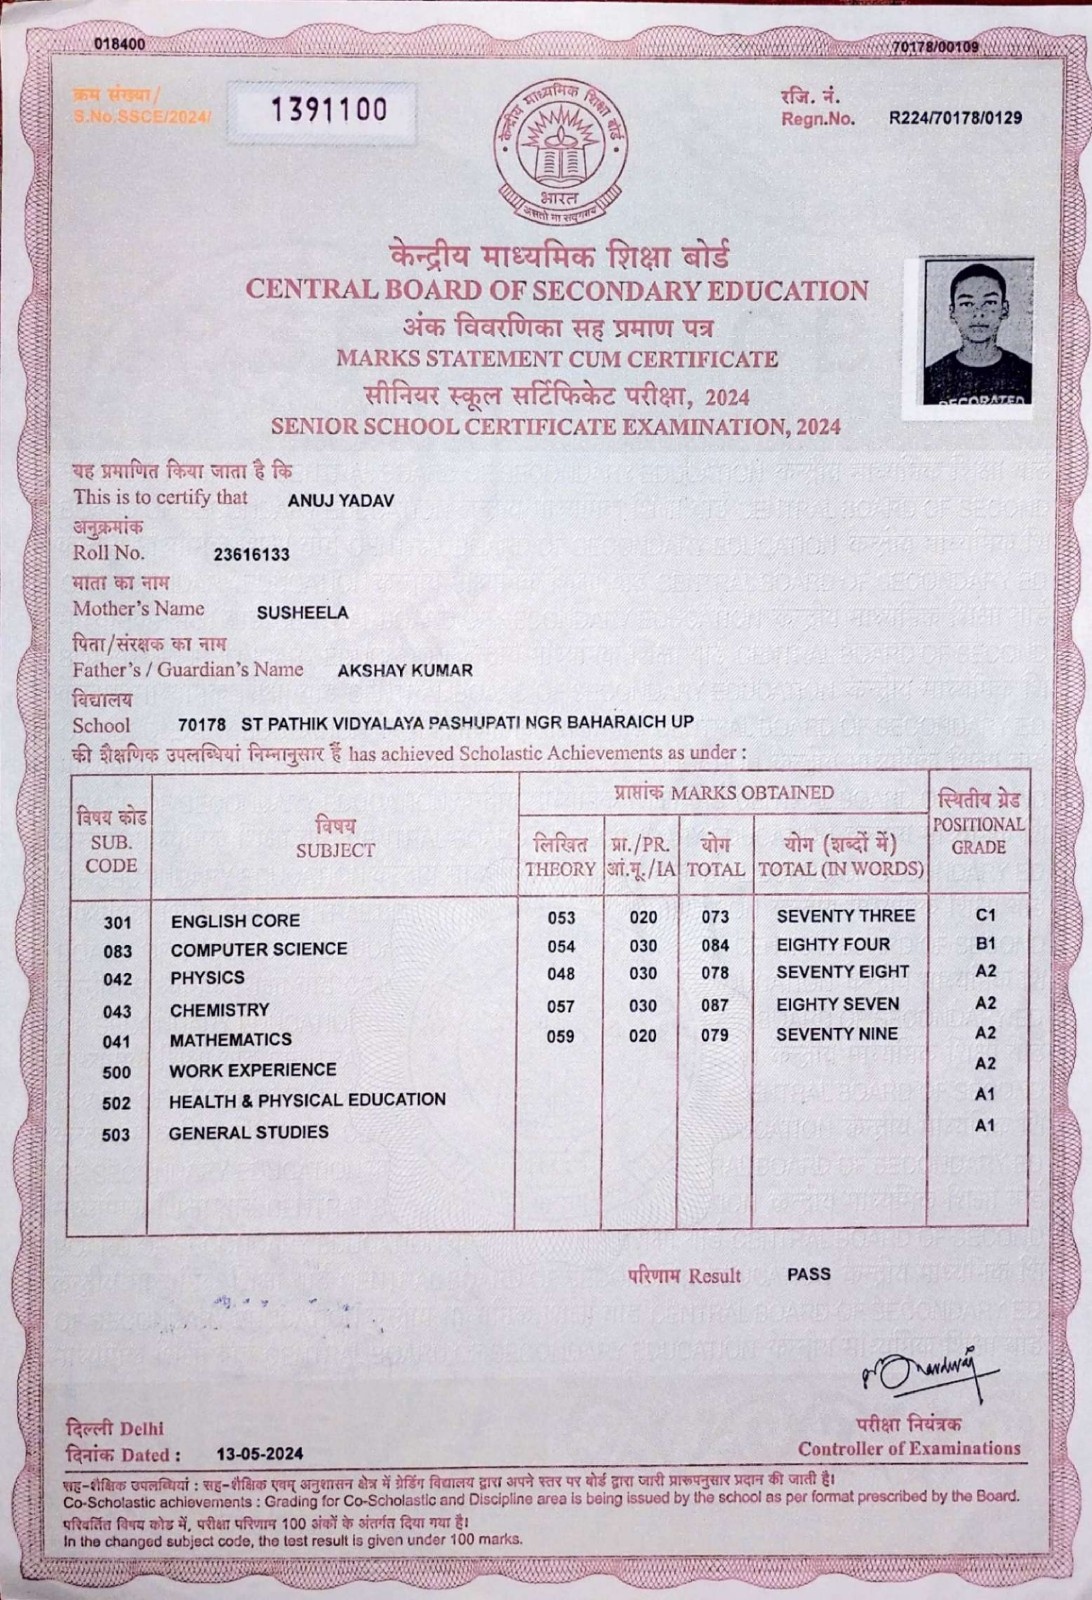 018400
70178/00109
क्रम संख्या/
S.No.SSCE/2024/
1391100
रजि. नं.
Regn.No. R224/70178/0129
केन्द्रीय माध्यमिक शिक्षा बोर्ड
भारत
असतो मा सद्गमय
केन्द्रीय माध्यमिक शिक्षा बोर्ड
CENTRAL BOARD OF SECONDARY EDUCATION
अंक विवरणिका सह प्रमाण पत्र
MARKS STATEMENT CUM CERTIFICATE
सीनियर स्कूल सर्टिफिकेट परीक्षा, 2024
SENIOR SCHOOL CERTIFICATE EXAMINATION, 2024
DECORATED
यह प्रमाणित किया जाता है कि
This is to certify that ANUJ YADAV
अनुक्रमांक
Roll No. 23616133
माता का नाम
Mother's Name SUSHEELA
पिता/संरक्षक का नाम
Father's / Guardian's Name AKSHAY KUMAR
विद्यालय
School 70178 ST PATHIK VIDYALAYA PASHUPATI NGR BAHARAICH UP
की शैक्षणिक उपलब्धियां निम्नानुसार हैं has achieved Scholastic Achievements as under :
विषय कोड
SUB.
CODE
विषय
SUBJECT
प्राप्तांक MARKS OBTAINED
लिखित
THEORY
प्रा./PR.
आं.मू./IA
योग
TOTAL
योग (शब्दों में)
TOTAL (IN WORDS)
स्थितीय ग्रेड
POSITIONAL
GRADE
301 ENGLISH CORE 053 020 073 SEVENTY THREE C1
083 COMPUTER SCIENCE 054 030 084 EIGHTY FOUR B1
042 PHYSICS 048 030 078 SEVENTY EIGHT A2
043 CHEMISTRY 057 030 087 EIGHTY SEVEN A2
041 MATHEMATICS 059 020 079 SEVENTY NINE A2
500 WORK EXPERIENCE A2
502 HEALTH & PHYSICAL EDUCATION A1
503 GENERAL STUDIES A1
परिणाम Result PASS
दिल्ली Delhi
दिनांक Dated : 13-05-2024
परीक्षा नियंत्रक
Controller of Examinations
सह-शैक्षिक उपलब्धियां : सह-शैक्षिक एवम् अनुशासन क्षेत्र में ग्रेडिंग विद्यालय द्वारा अपने स्तर पर बोर्ड द्वारा जारी प्रारूपनुसार प्रदान की जाती है।
Co-Scholastic achievements : Grading for Co-Scholastic and Discipline area is being issued by the school as per format prescribed by the Board.
परिवर्तित विषय कोड में, परीक्षा परिणाम 100 अंकों के अंतर्गत दिया गया है।
In the changed subject code, the test result is given under 100 marks.